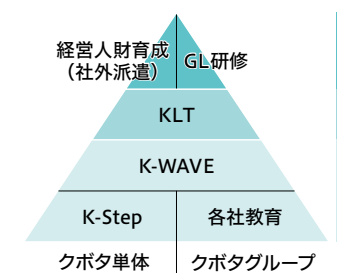 経営人財育成
（社外派遣）
GL研修
KLT
K-WAVE
K-Step
各社教育
クボタ単体
クボタグループ